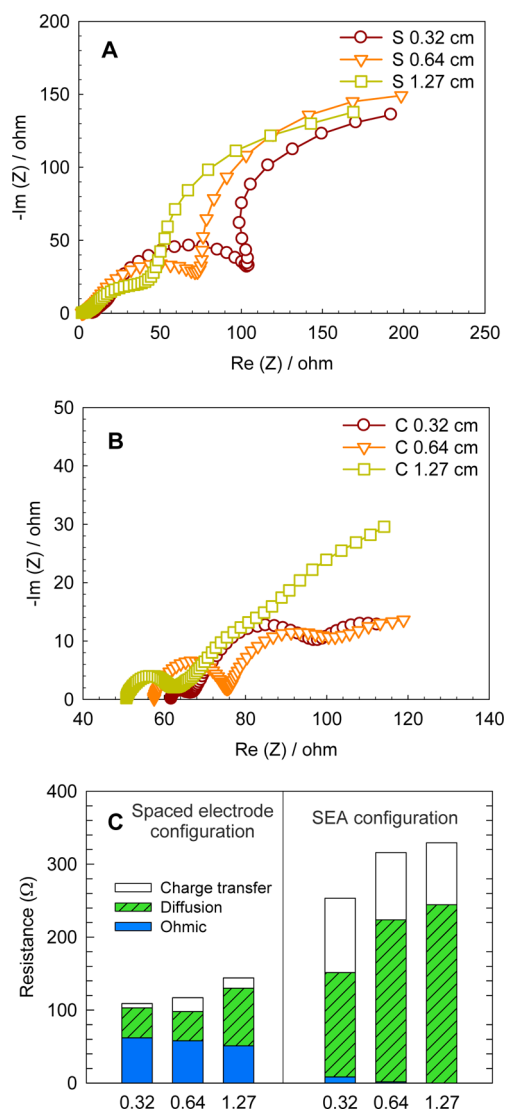 A
S 0.32 cm
S 0.64 cm
S 1.27 cm
200
150
100
50
0
-Im (Z) / ohm
0 50 100 150 200 250
Re (Z) / ohm
B
C 0.32 cm
C 0.64 cm
C 1.27 cm
50
40
30
20
10
0
-Im (Z) / ohm
40 60 80 100 120 140
Re (Z) / ohm
C
Spaced electrode
configuration
SEA configuration
Charge transfer
Diffusion
Ohmic
400
300
200
100
0
Resistance (Ω)
0.32 0.64 1.27 0.32 0.64 1.27